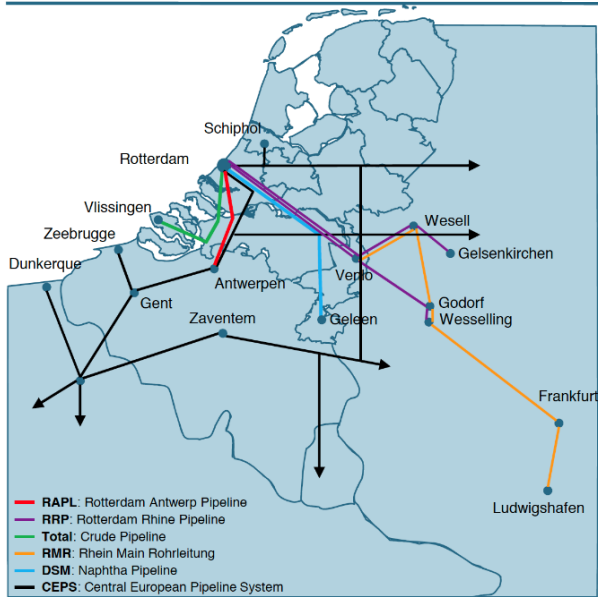 Schiphol
Rotterdam
Vlissingen
Wesell
Zeebrugge
Gelsenkirchen
Dunkerque
Venlo
Antwerpen
Gent
Godorf
Zaventem
Geleen
Wesselling
Frankfurt
Ludwigshafen
RAPL: Rotterdam Antwerp Pipeline
RRP: Rotterdam Rhine Pipeline
Total: Crude Pipeline
RMR: Rhein Main Rohrleitung
DSM: Naphtha Pipeline
CEPS: Central European Pipeline System